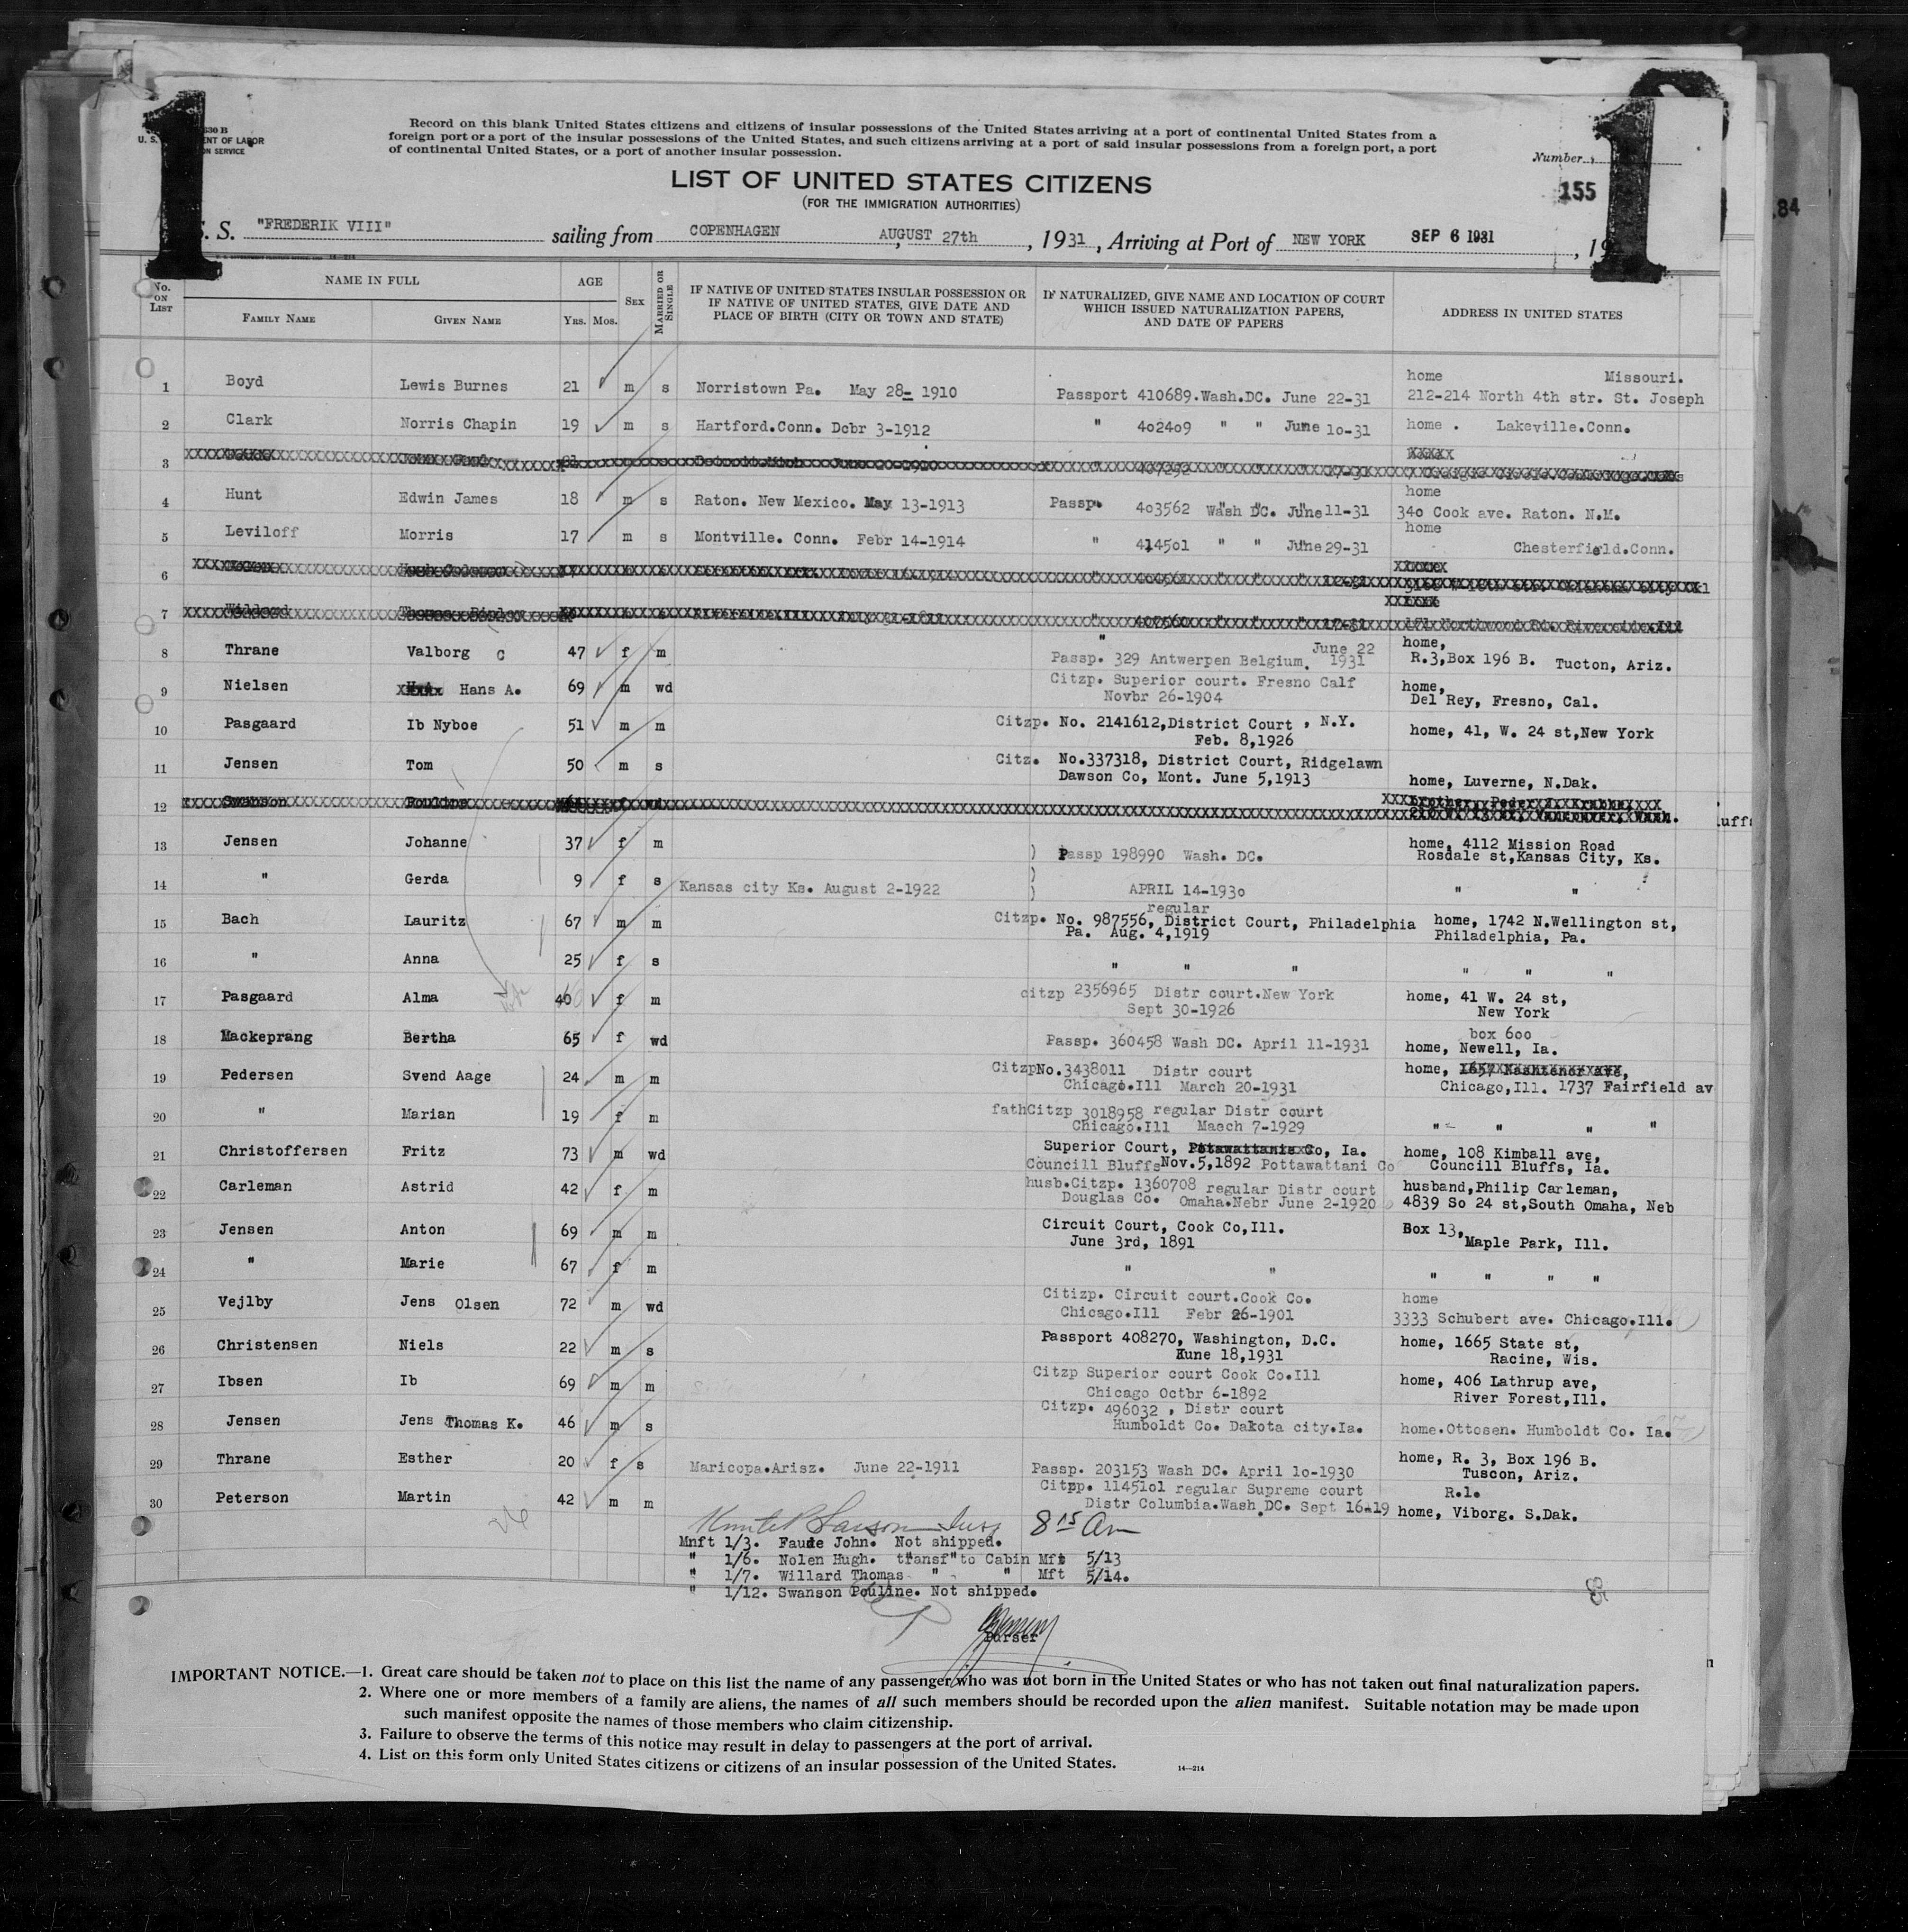 1
1
630 B
U. S. ENT OF LABOR
ON SERVICE
Record on this blank United States citizens and citizens of insular possessions of the United States arriving at a port of continental United States from a
foreign port or a port of the insular possessions of the United States, and such citizens arriving at a port of said insular possessions from a foreign port, a port
of continental United States, or a port of another insular possession.
Number
LIST OF UNITED STATES CITIZENS
(FOR THE IMMIGRATION AUTHORITIES)
155
84
S. S. "FREDERIK VIII" sailing from COPENHAGEN , AUGUST 27th , 1931, Arriving at Port of NEW YORK SEP 6 1931 , 19
No. ON LIST
NAME IN FULL
FAMILY NAME
GIVEN NAME
AGE
YRS. MOS.
SEX
MARRIED OR SINGLE
IF NATIVE OF UNITED STATES INSULAR POSSESSION OR
IF NATIVE OF UNITED STATES, GIVE DATE AND
PLACE OF BIRTH (CITY OR TOWN AND STATE)
IF NATURALIZED, GIVE NAME AND LOCATION OF COURT
WHICH ISSUED NATURALIZATION PAPERS,
AND DATE OF PAPERS
ADDRESS IN UNITED STATES
1 Boyd Lewis Burnes 21 m s Norristown Pa. May 28- 1910 Passport 410689.Wash.DC. June 22-31 home Missouri.
212-214 North 4th str. St. Joseph
2 Clark Norris Chapin 19 m s Hartford.Conn. Dcbr 3-1912 " 402409 " " June 10-31 home . Lakeville.Conn.
3
4 Hunt Edwin James 18 m s Raton. New Mexico. May 13-1913 Passp. 403562 Wash DC. June 11-31 home
340 Cook ave. Raton. N.M.
5 Leviloff Morris 17 m s Montville. Conn. Febr 14-1914 " 414501 " " June 29-31 home
Chesterfield.Conn.
6
7 Willard Thomas Ripley
8 Thrane Valborg C 47 f m " Passp. 329 Antwerpen Belgium. June 22 1931 home,
R.3,Box 196 B. Tucton, Ariz.
9 Nielsen Hans A. 69 m wd Citzp. Superior court. Fresno Calf
Novbr 26-1904 home,
Del Rey, Fresno, Cal.
10 Pasgaard Ib Nyboe 51 m m Citzp. No. 2141612,District Court , N.Y.
Feb. 8,1926 home, 41, W. 24 st,New York
11 Jensen Tom 50 m s Citz. No.337318, District Court, Ridgelawn
Dawson Co, Mont. June 5,1913 home, Luverne, N.Dak.
12 Swanson Pouline
uffs
13 Jensen Johanne 37 f m ) Passp 198990 Wash. DC. home, 4112 Mission Road
Rosdale st,Kansas City, Ks.
14 " Gerda 9 f s Kansas city Ks. August 2-1922 ) APRIL 14-1930 " "
15 Bach Lauritz 67 m m Citzp. No. 987556, regular District Court, Philadelphia
Pa. Aug. 4,1919 home, 1742 N.Wellington st,
Philadelphia, Pa.
16 " Anna 25 f s " " " " " "
17 Pasgaard Alma 40 f m citzp 2356965 Distr court.New York
Sept 30-1926 home, 41 W. 24 st,
New York
18 Mackeprang Bertha 65 f wd Passp. 360458 Wash DC. April 11-1931 box 600
home, Newell, Ia.
19 Pedersen Svend Aage 24 m m CitzpNo.3438011 Distr court
Chicago.Ill March 20-1931 home,
Chicago,Ill. 1737 Fairfield av
20 " Marian 19 f m fathCitzp 3018958 regular Distr court
Chicago.Ill Masch 7-1929 " " " "
21 Christoffersen Fritz 73 m wd Superior Court, Pottawattanie Co, Ia.
Councill Bluffs Nov.5,1892 Pottawattani Co home, 108 Kimball ave,
Councill Bluffs, Ia.
22 Carleman Astrid 42 f m husb.Citzp. 1360708 regular Distr court
Douglas Co. Omaha.Nebr June 2-1920 husband,Philip Carleman,
4839 So 24 st,South Omaha, Neb
23 Jensen Anton 69 m m Circuit Court, Cook Co,Ill.
June 3rd, 1891 Box 13,
Maple Park, Ill.
24 " Marie 67 f m " " " " " "
25 Vejlby Jens Olsen 72 m wd Citizp. Circuit court.Cook Co.
Chicago.Ill Febr 26-1901 home
3333 Schubert ave. Chicago.Ill.
26 Christensen Niels 22 m s Passport 408270, Washington, D.C.
June 18,1931 home, 1665 State st,
Racine, Wis.
27 Ibsen Ib 69 m m Citzp Superior court Cook Co.Ill
Chicago Octbr 6-1892 home, 406 Lathrup ave,
River Forest,Ill.
28 Jensen Jens Thomas K. 46 m s Citzp. 496032 , Distr court
Humboldt Co. Dakota city.Ia. home.Ottosen. Humboldt Co. Ia.
29 Thrane Esther 20 f s Maricopa.Arisz. June 22-1911 Passp. 203153 Wash DC. April 10-1930 home, R. 3, Box 196 B.
Tuscon, Ariz.
30 Peterson Martin 42 m m Citzp. 1145101 regular Supreme court
Distr Columbia.Wash DC. Sept 16-19 R.1.
home, Viborg. S.Dak.
26
8 15 Am
Mnft 1/3. Faude John. Not shipped.
" 1/6. Nolen Hugh. transf" to Cabin Mft 5/13
" 1/7. Willard Thomas " " Mft 5/14.
" 1/12. Swanson Pouline. Not shipped.
Purser
IMPORTANT NOTICE.—1. Great care should be taken not to place on this list the name of any passenger who was not born in the United States or who has not taken out final naturalization papers.
2. Where one or more members of a family are aliens, the names of all such members should be recorded upon the alien manifest. Suitable notation may be made upon
such manifest opposite the names of those members who claim citizenship.
3. Failure to observe the terms of this notice may result in delay to passengers at the port of arrival.
4. List on this form only United States citizens or citizens of an insular possession of the United States.
14—214